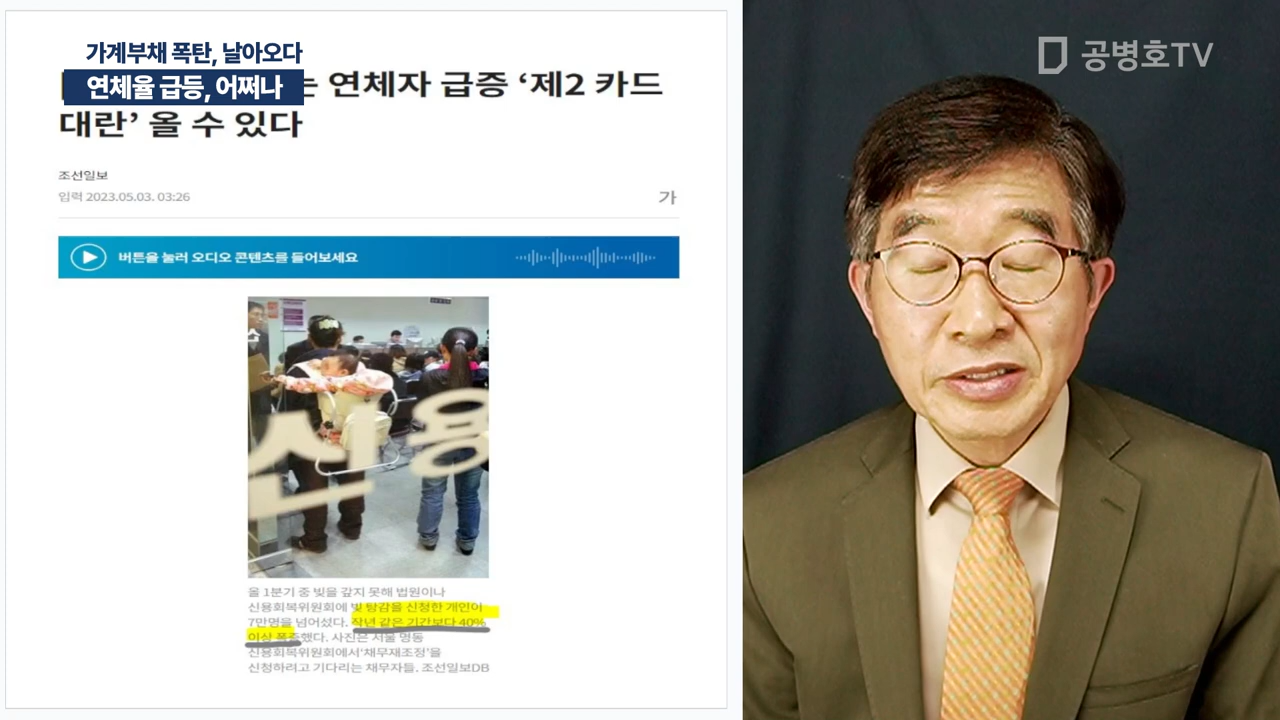 가계부채 폭탄, 날아오다
연체율 급등, 어쩌나
는 연체자 급증 ‘제2 카드
대란’ 올 수 있다
조선일보
입력 2023.05.03. 03:26
가
버튼을 눌러 오디오 콘텐츠를 들어보세요
신용
올 1분기 중 빚을 갚지 못해 법원이나
신용회복위원회에 빚 탕감을 신청한 개인이
7만명을 넘어섰다. 작년 같은 기간보다 40%
이상 폭증했다. 사진은 서울 명동
신용회복위원회에서 '채무재조정'을
신청하려고 기다리는 채무자들. 조선일보DB
공병호TV